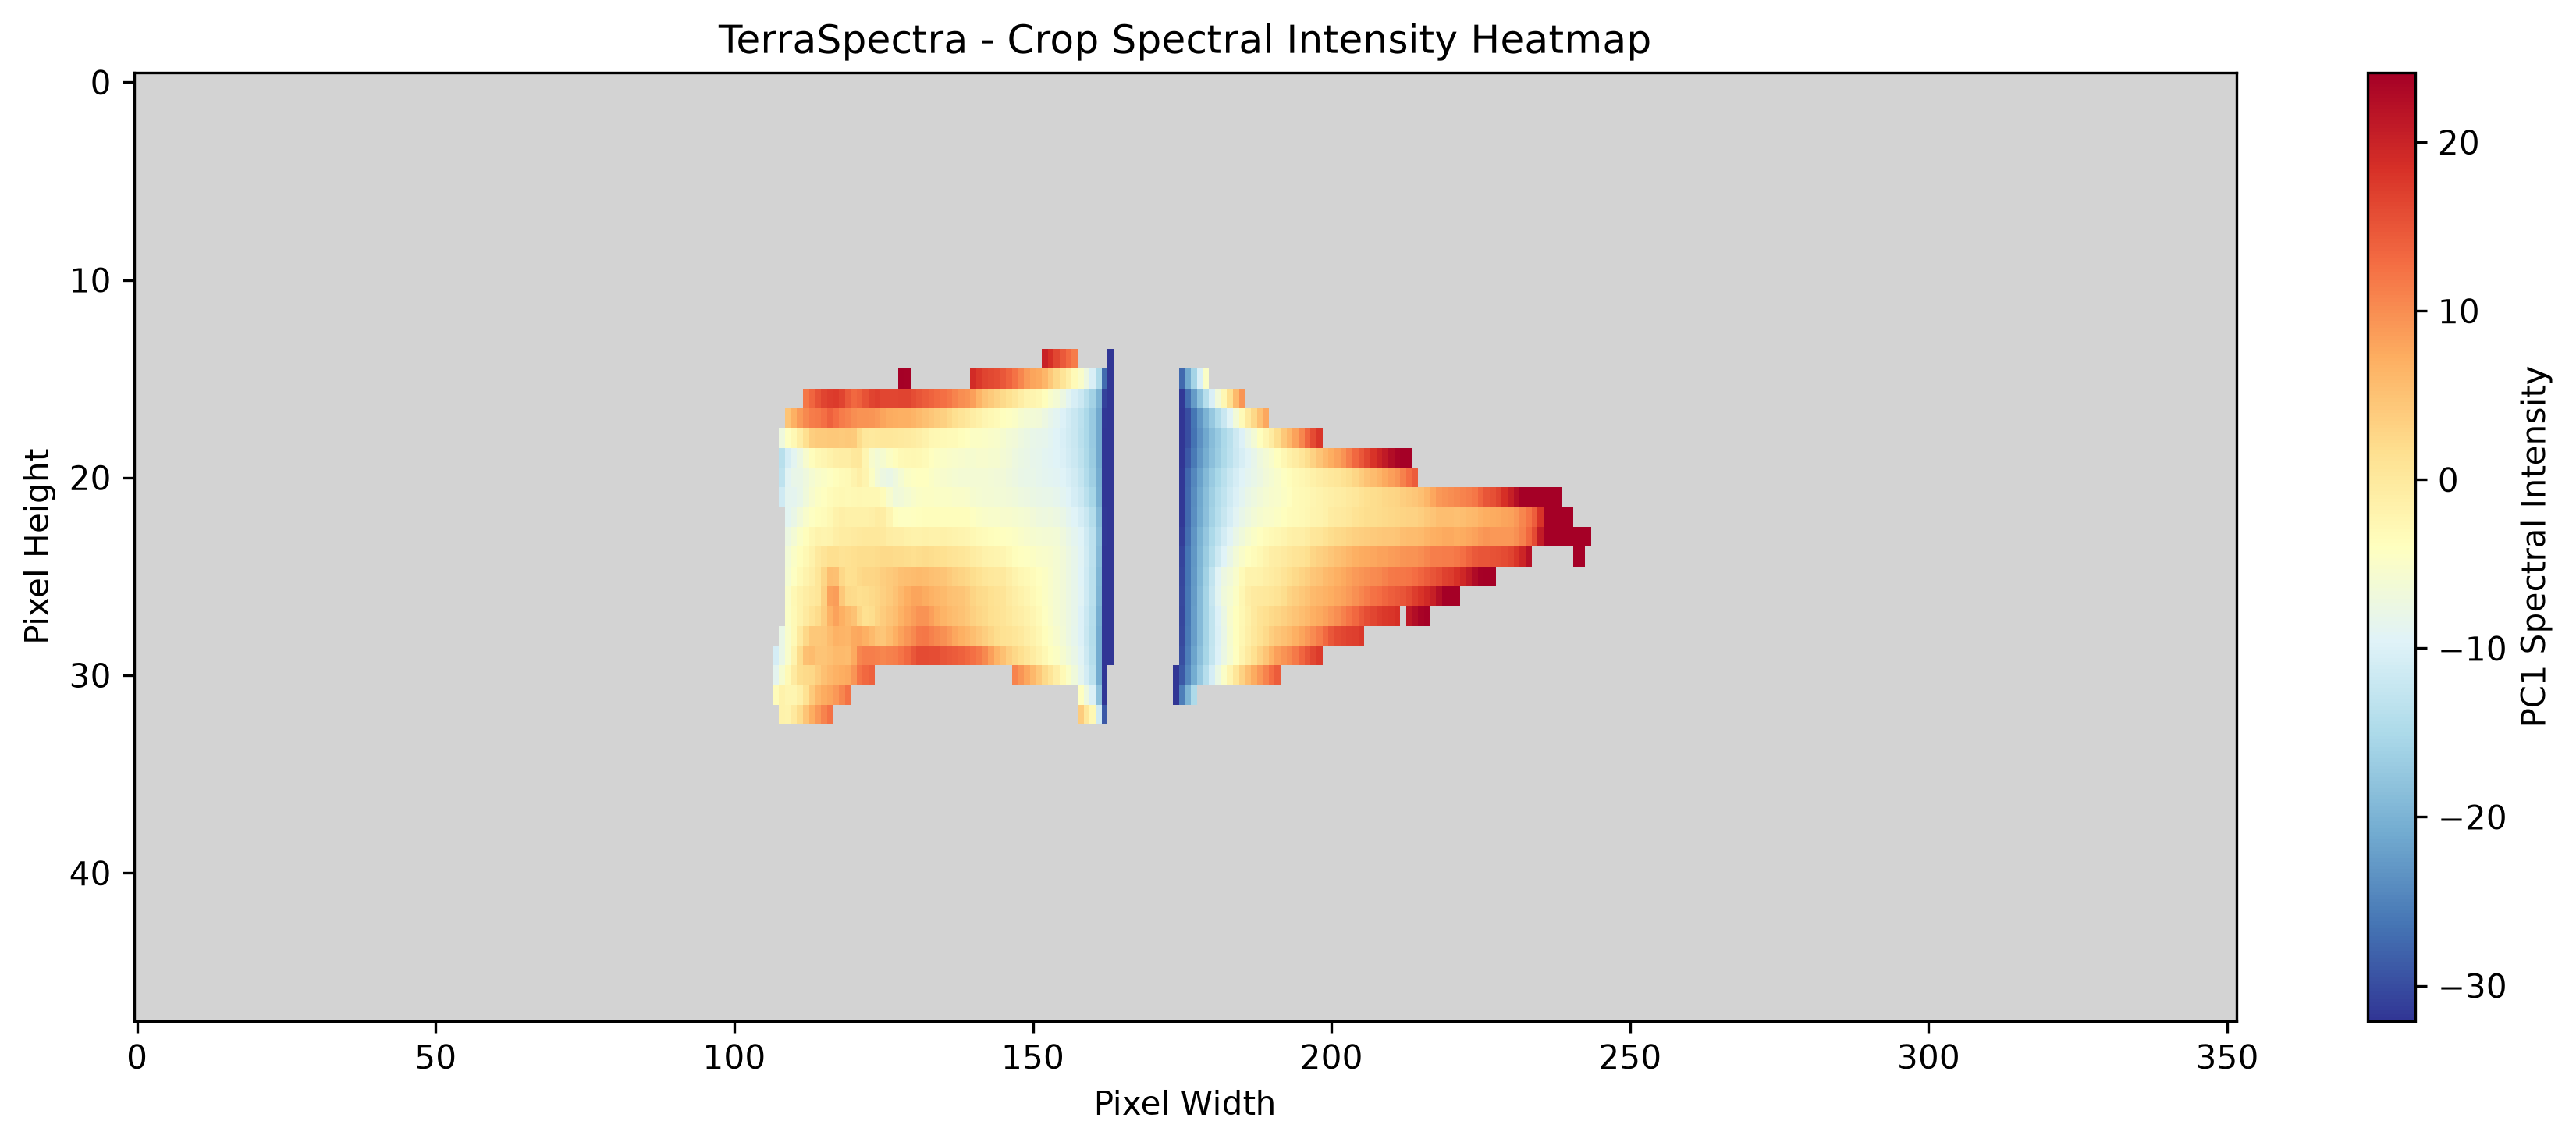 TerraSpectra - Crop Spectral Intensity Heatmap
0
10
20
30
40
Pixel Height
0 50 100 150 200 250 300 350
Pixel Width
20
10
0
−10
−20
−30
PC1 Spectral Intensity